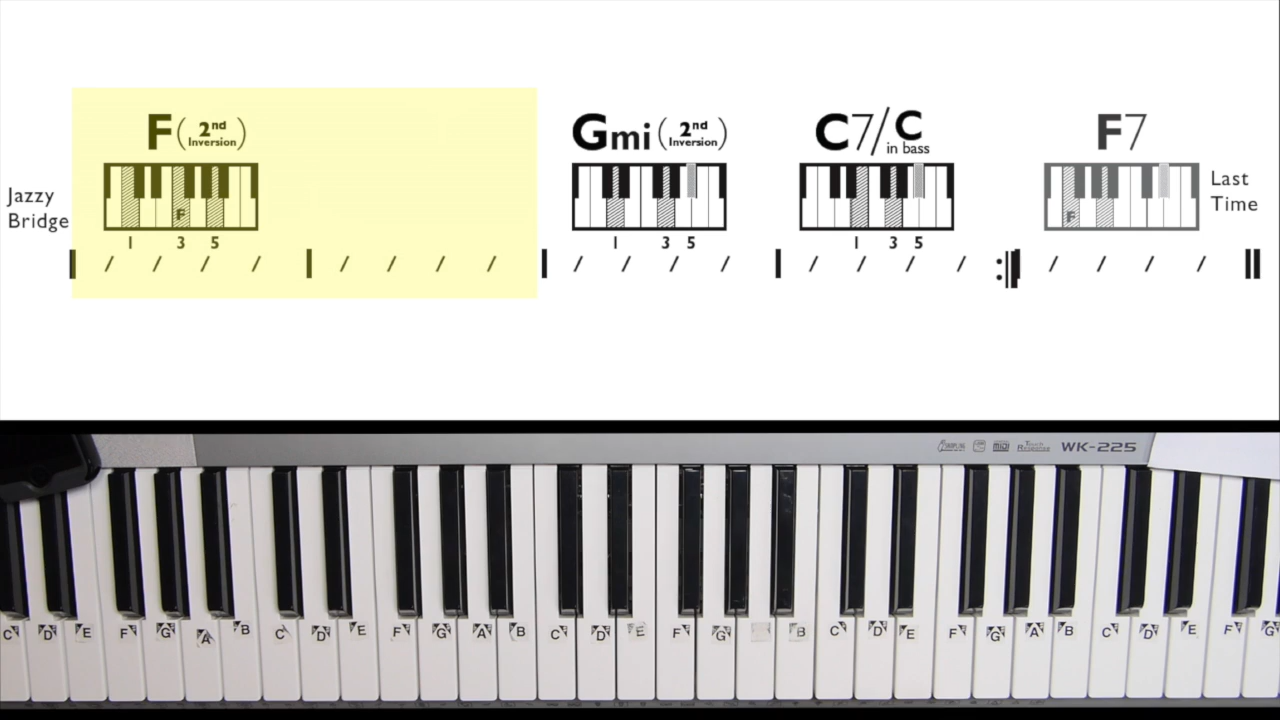 F (2nd Inversion)
Gmi (2nd Inversion)
C7/C in bass
F7
Jazzy Bridge
F
F
Last Time
1 3 5
1 3 5
1 3 5
/ / / / / / / / / / / / / / / / / / / /
WK-225
C D E F G A B C D E F G A B C D E F G B C D E F G A B C D E F G